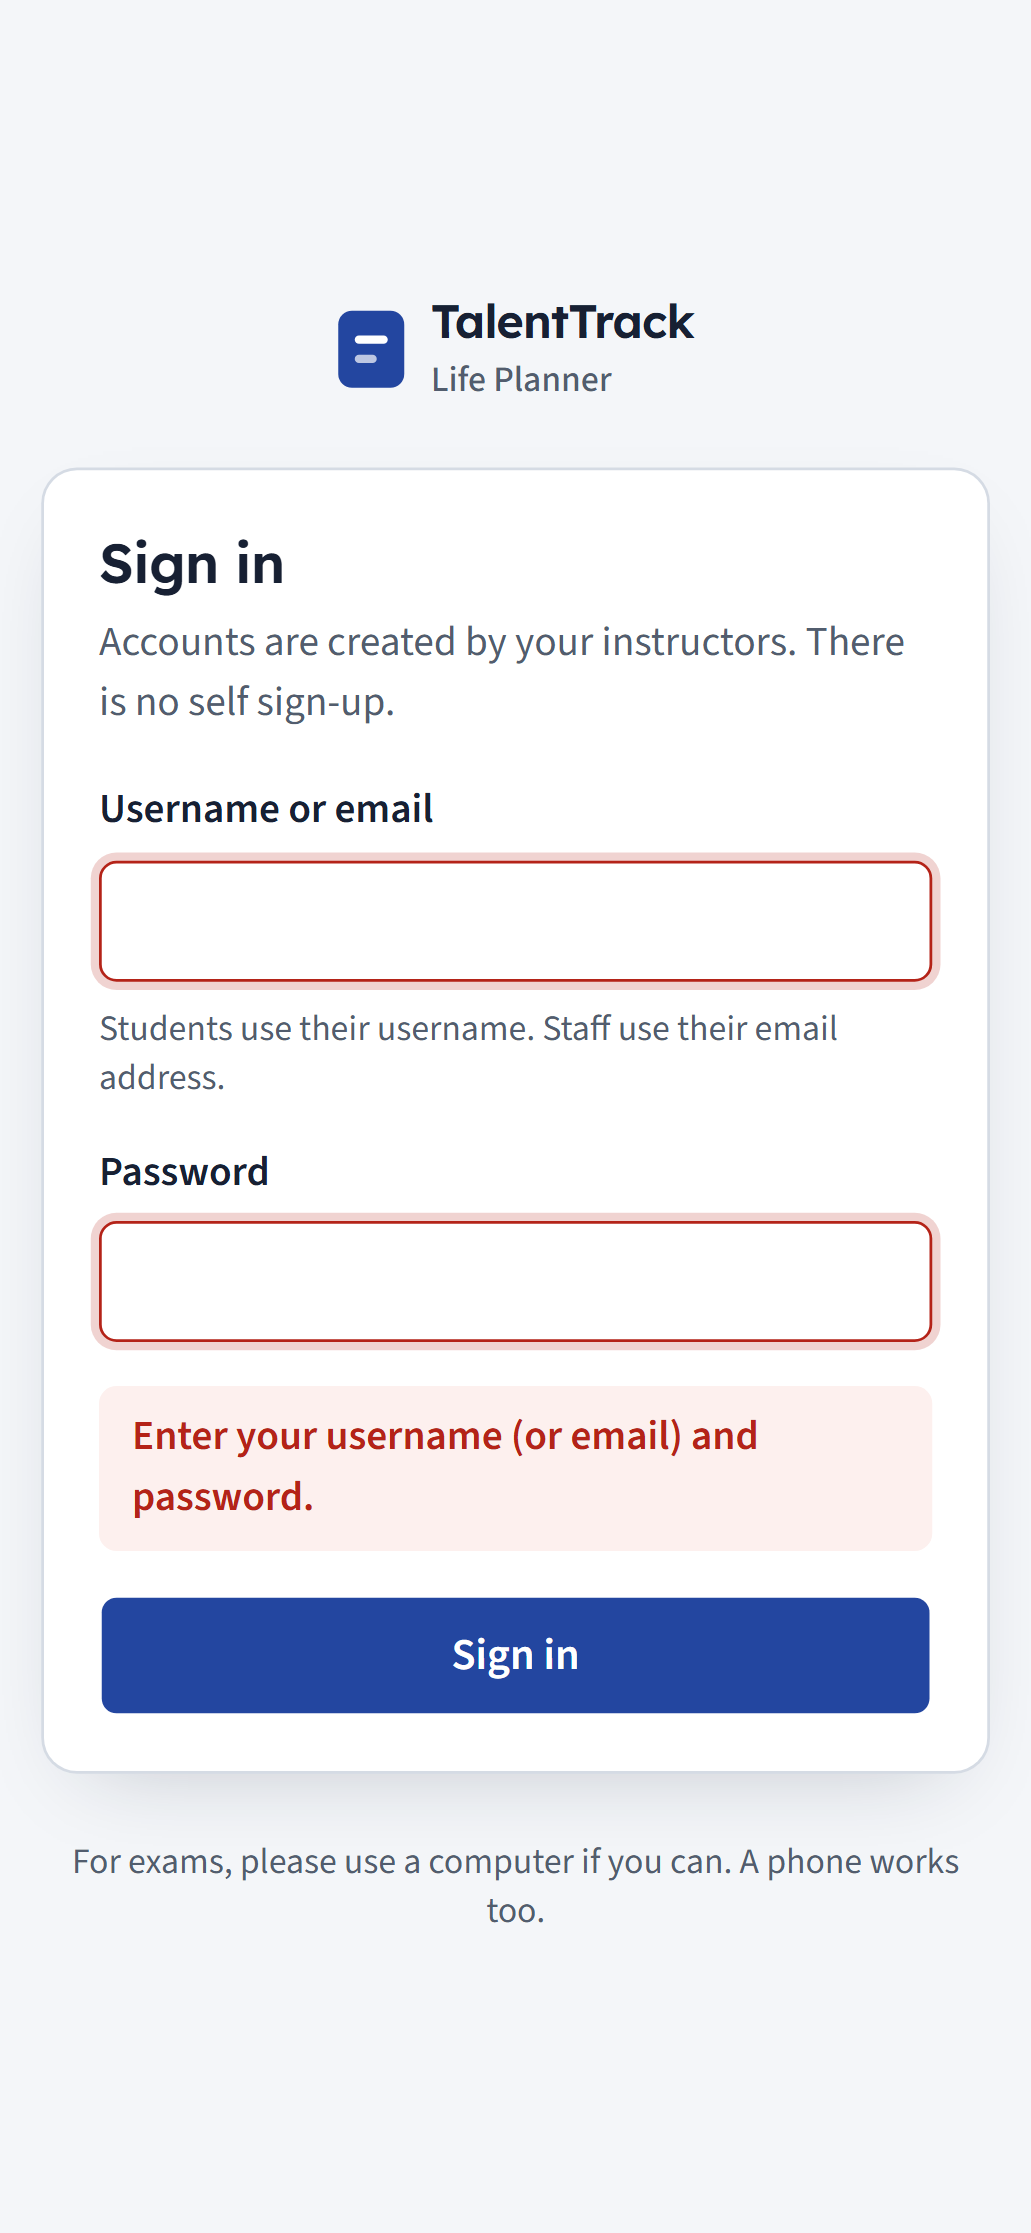 TalentTrack
Life Planner
Sign in
Accounts are created by your instructors. There
is no self sign-up.
Username or email
Students use their username. Staff use their email
address.
Password
Enter your username (or email) and
password.
Sign in
For exams, please use a computer if you can. A phone works
too.